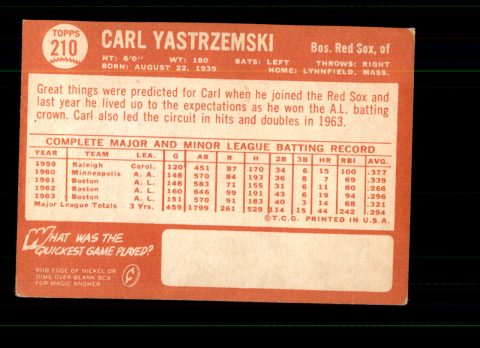 TOPPS
210
CARL YASTRZEMSKI
Bos. Red Sox, of
HT: 6'0" WT: 180 BATS: LEFT THROWS: RIGHT
BORN: AUGUST 22, 1939 HOME: LYNNFIELD, MASS.
Great things were predicted for Carl when he joined the Red Sox and
last year he lived up to the expectations as he won the A.L. batting
crown. Carl also led the circuit in hits and doubles in 1963.
COMPLETE MAJOR AND MINOR LEAGUE BATTING RECORD
YEAR TEAM LEA. G AB R H 2B 3B HR RBI AVG.
1959 Raleigh Carol. 120 451 87 170 34 6 15 100 .377
1960 Minneapolis A. A. 148 570 84 193 36 8 7 69 .339
1961 Boston A. L. 148 583 71 155 31 6 11 80 .266
1962 Boston A. L. 160 646 99 191 43 6 19 94 .296
1963 Boston A. L. 151 570 91 183 40 3 14 68 .321
Major League Totals 3 Yrs. 459 1799 261 529 114 15 44 242 .294
©T.C.G. PRINTED IN U.S.A.
WHAT WAS THE
QUICKEST GAME PLAYED?
RUB EDGE OF NICKEL OR
DIME OVER BLANK BOX
FOR MAGIC ANSWER